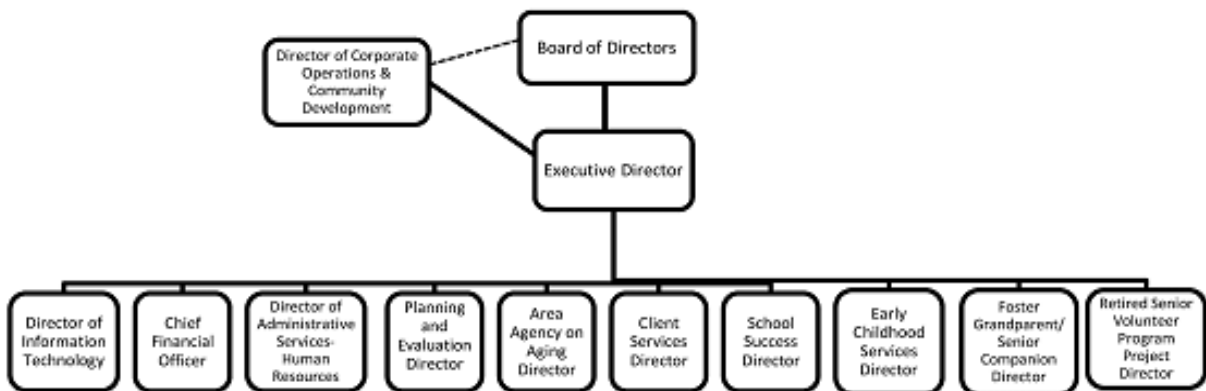 Board of Directors
Director of Corporate
Operations &
Community
Development
Executive Director
Director of
Information
Technology
Chief
Financial
Officer
Director of
Administrative
Services-
Human
Resources
Planning
and
Evaluation
Director
Area
Agency on
Aging
Director
Client
Services
Director
School
Success
Director
Early
Childhood
Services
Director
Foster
Grandparent/
Senior
Companion
Director
Retired Senior
Volunteer
Program
Project
Director